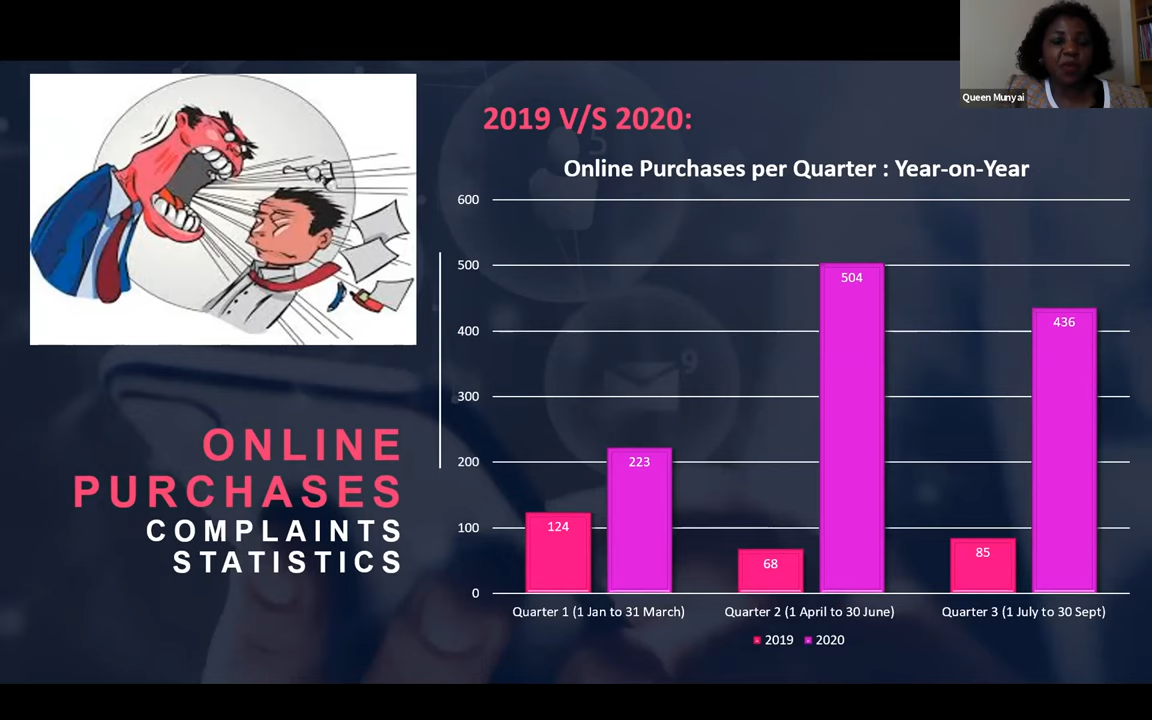 Queen Munyai
2019 V/S 2020:
Online Purchases per Quarter : Year-on-Year
600
500
400
300
200
100
0
124
223
68
504
85
436
Quarter 1 (1 Jan to 31 March)
Quarter 2 (1 April to 30 June)
Quarter 3 (1 July to 30 Sept)
2019
2020
ONLINE
PURCHASES
COMPLAINTS
STATISTICS
5
9